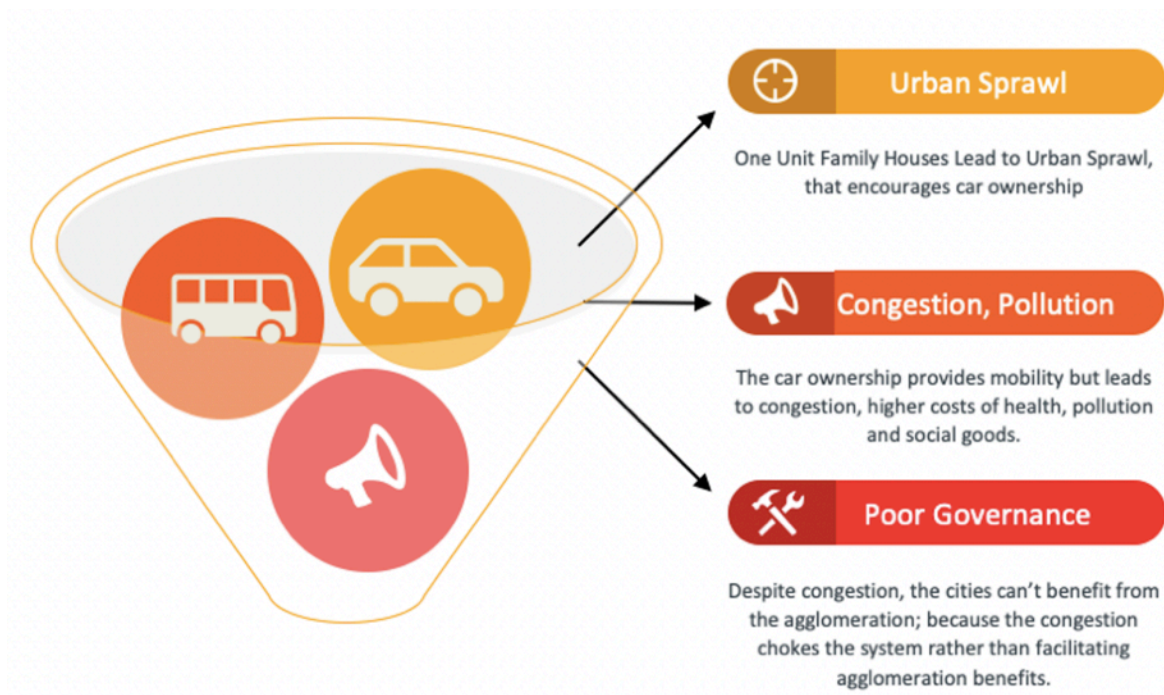 Urban Sprawl
One Unit Family Houses Lead to Urban Sprawl,
that encourages car ownership
Congestion, Pollution
The car ownership provides mobility but leads
to congestion, higher costs of health, pollution
and social goods.
Poor Governance
Despite congestion, the cities can't benefit from
the agglomeration; because the congestion
chokes the system rather than facilitating
agglomeration benefits.